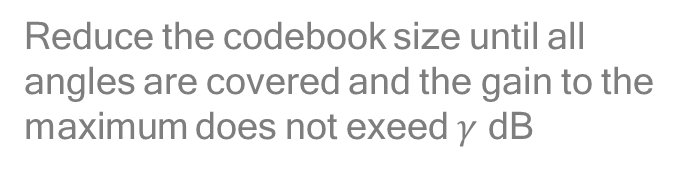 Reduce the codebook size until all
angles are covered and the gain to the
maximum does not exeed γ dB